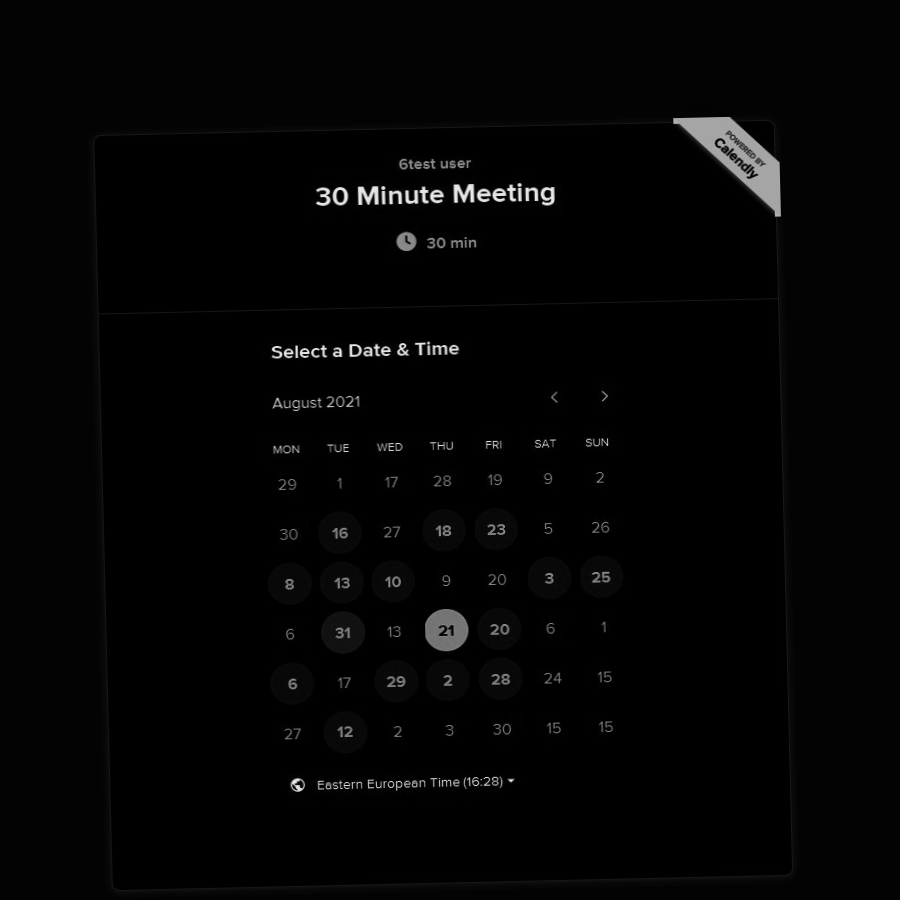 POWERED BY
Calendly
6test user
30 Minute Meeting
30 min
Select a Date & Time
August 2021
MON TUE WED THU FRI SAT SUN
29 1 17 28 19 9 2
30 16 27 18 23 5 26
8 13 10 9 20 3 25
6 31 13 21 20 6 1
6 17 29 2 28 24 15
27 12 2 3 30 15 15
Eastern European Time (16:28)